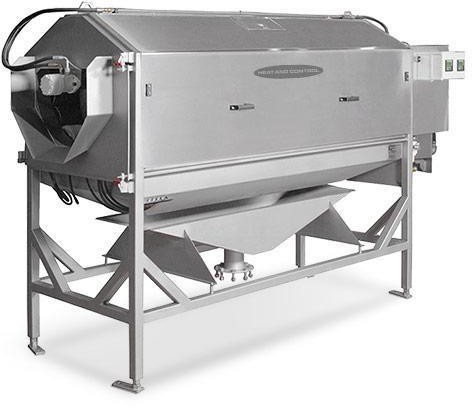 HEAT AND CONTROL